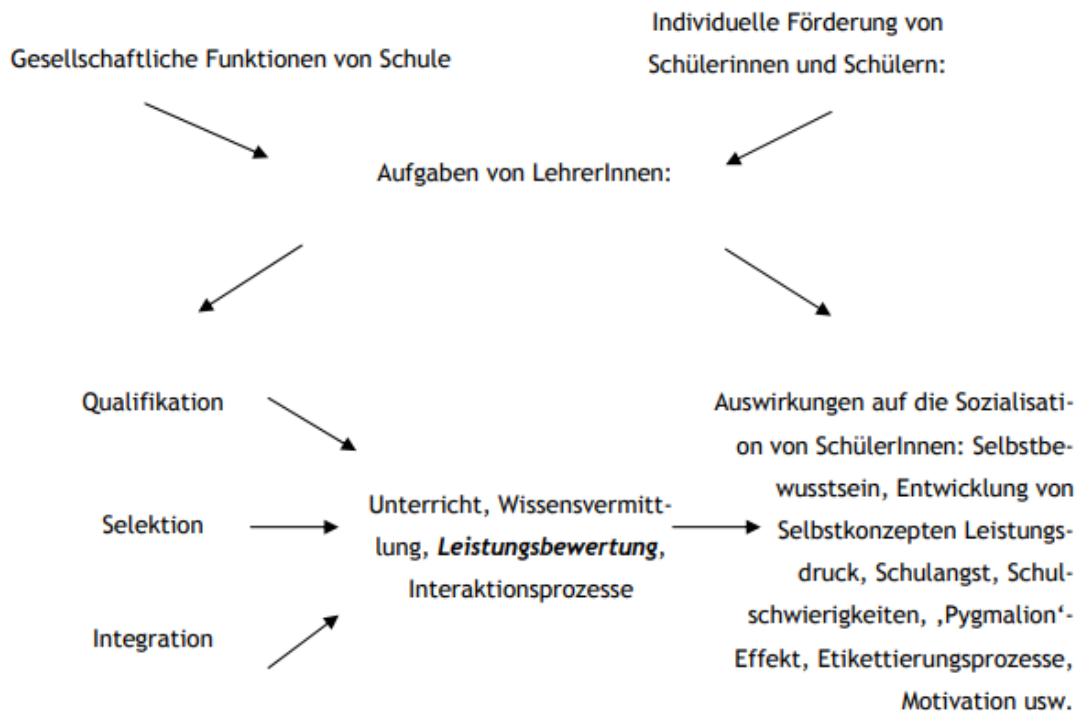 Gesellschaftliche Funktionen von Schule
Individuelle Förderung von
Schülerinnen und Schülern:
Aufgaben von LehrerInnen:
Qualifikation
Selektion
Integration
Unterricht, Wissensvermitt-
lung, Leistungsbewertung,
Interaktionsprozesse
Auswirkungen auf die Sozialisati-
on von SchülerInnen: Selbstbe-
wusstsein, Entwicklung von
Selbstkonzepten Leistungs-
druck, Schulangst, Schul-
schwierigkeiten, ‚Pygmalion‘-
Effekt, Etikettierungsprozesse,
Motivation usw.